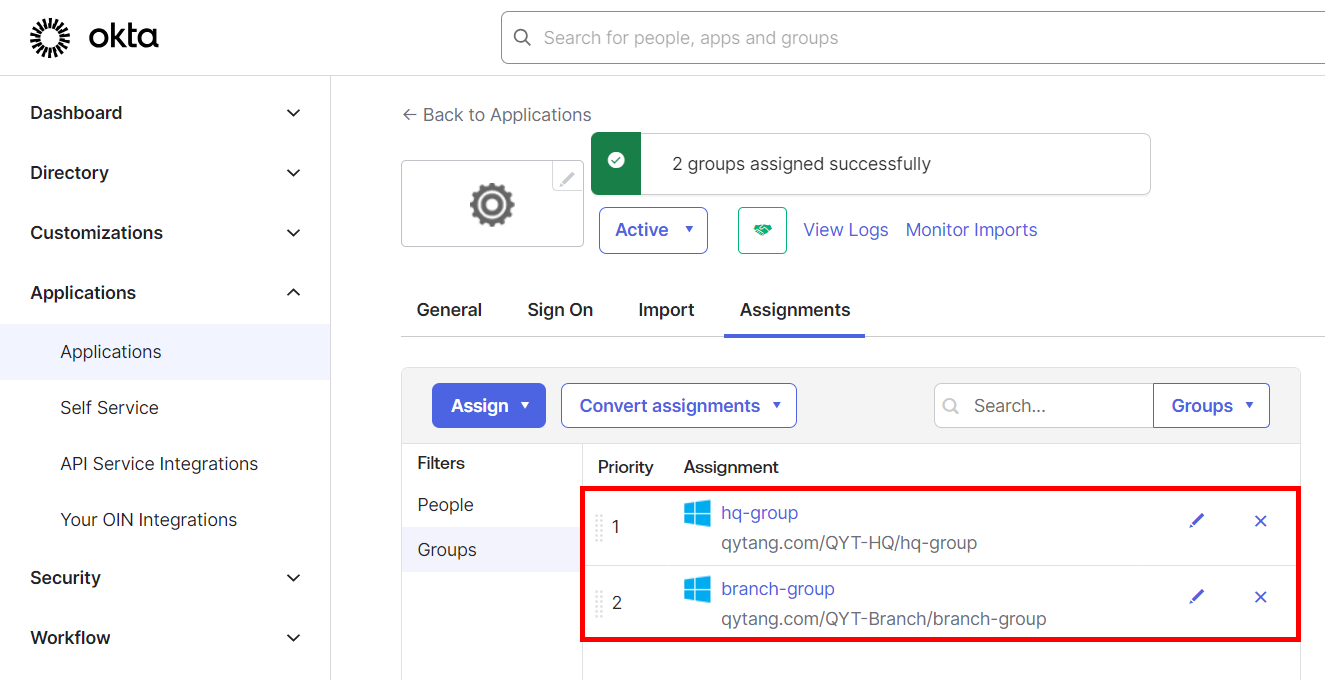 okta
Search for people, apps and groups
Dashboard
Directory
Customizations
Applications
Applications
Self Service
API Service Integrations
Your OIN Integrations
Security
Workflow
← Back to Applications
2 groups assigned successfully
Active
View Logs
Monitor Imports
General
Sign On
Import
Assignments
Assign
Convert assignments
Search...
Groups
Filters
People
Groups
Priority
Assignment
1
hq-group
qytang.com/QYT-HQ/hq-group
2
branch-group
qytang.com/QYT-Branch/branch-group